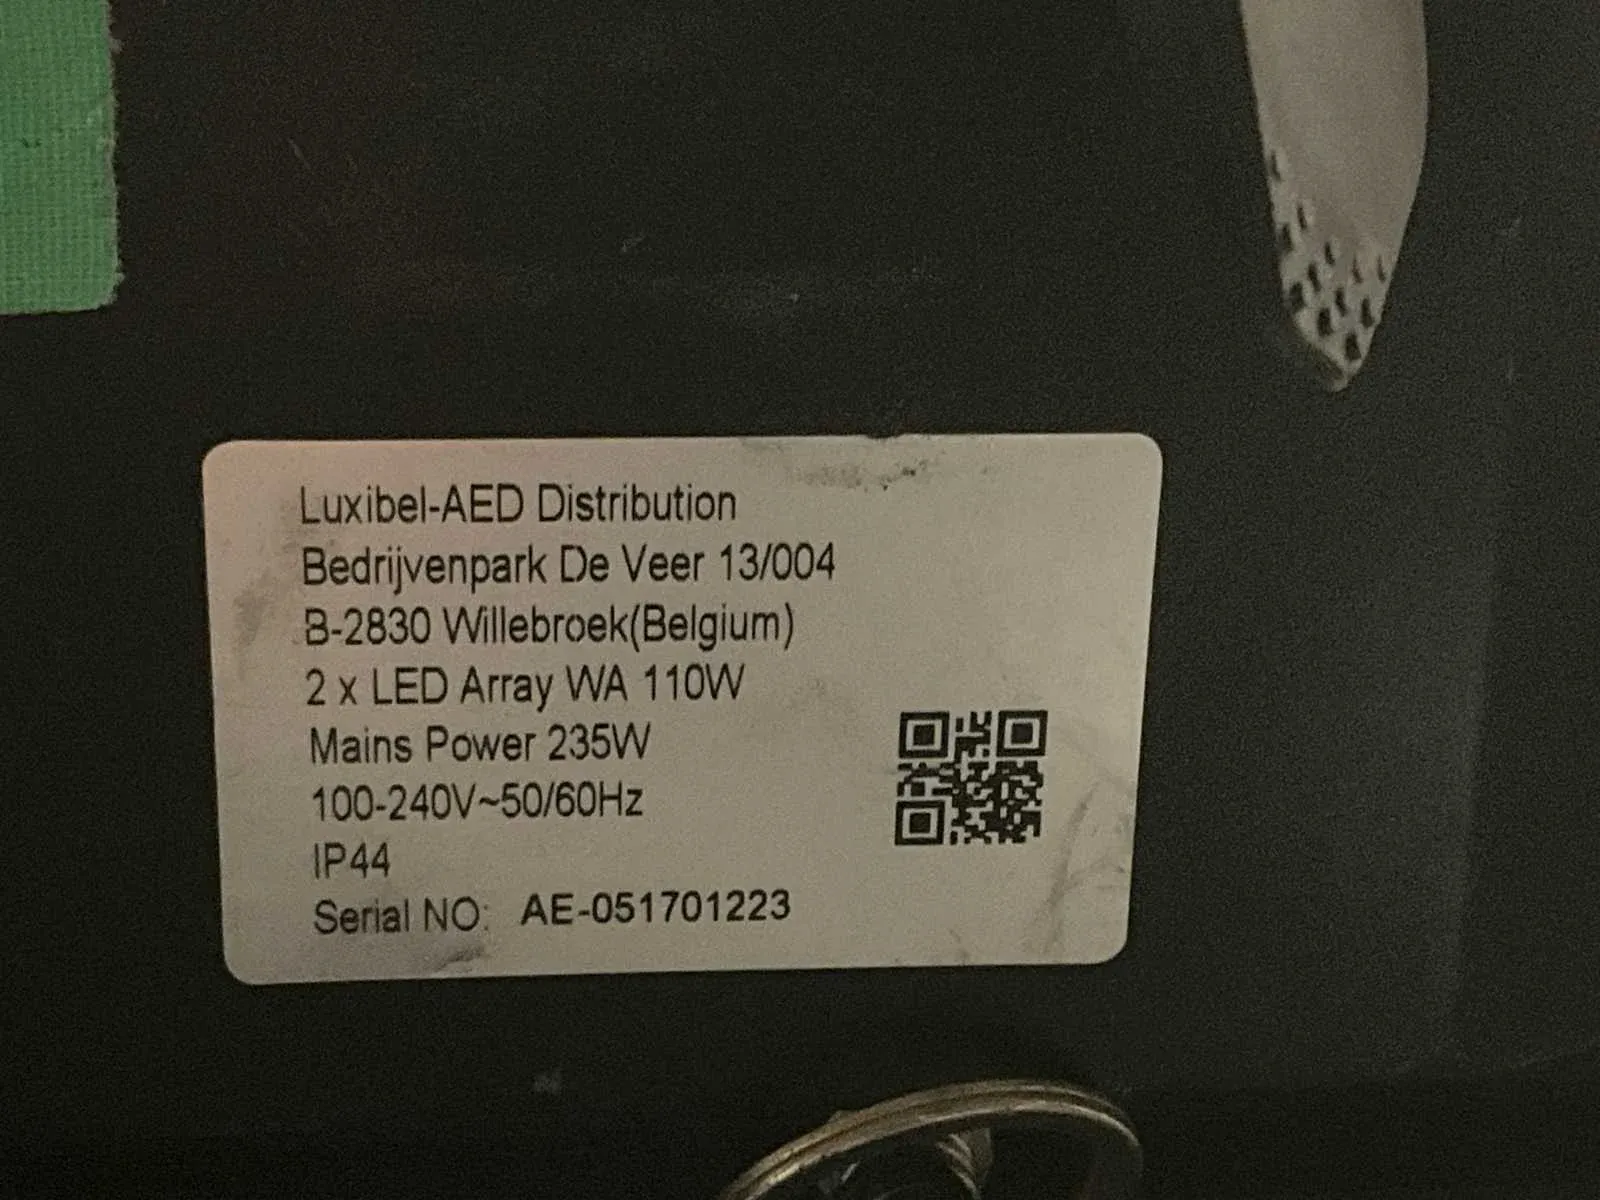 Luxibel-AED Distribution
Bedrijvenpark De Veer 13/004
B-2830 Willebroek(Belgium)
2 x LED Array WA 110W
Mains Power 235W
100-240V~50/60Hz
IP44
Serial NO: AE-051701223